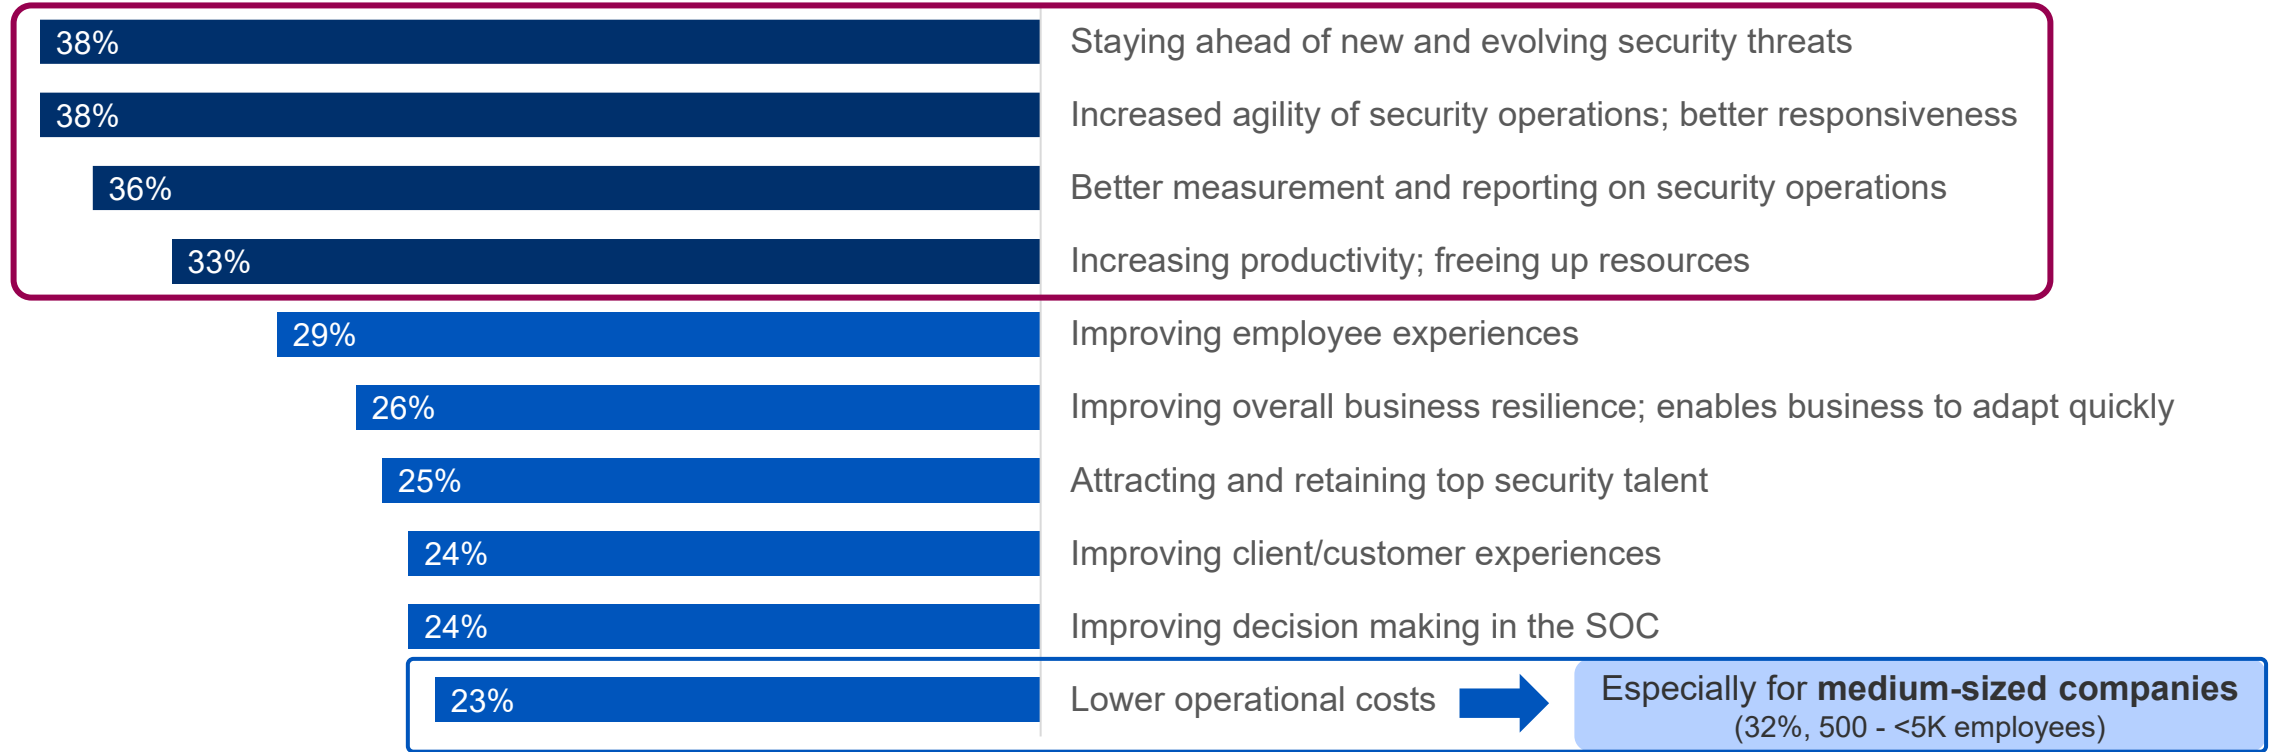 38% Staying ahead of new and evolving security threats
38% Increased agility of security operations; better responsiveness
36% Better measurement and reporting on security operations
33% Increasing productivity; freeing up resources
29% Improving employee experiences
26% Improving overall business resilience; enables business to adapt quickly
25% Attracting and retaining top security talent
24% Improving client/customer experiences
24% Improving decision making in the SOC
23% Lower operational costs
Especially for medium-sized companies
(32%, 500 - <5K employees)